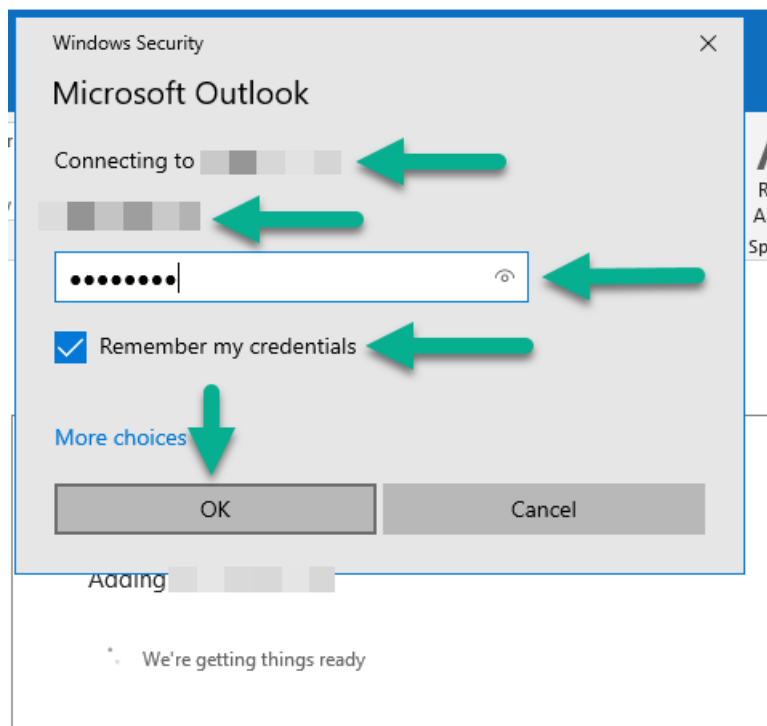 Windows Security
Microsoft Outlook
Connecting to
••••••••
Remember my credentials
More choices
OK
Cancel
Adding
We're getting things ready
R
A
Sp